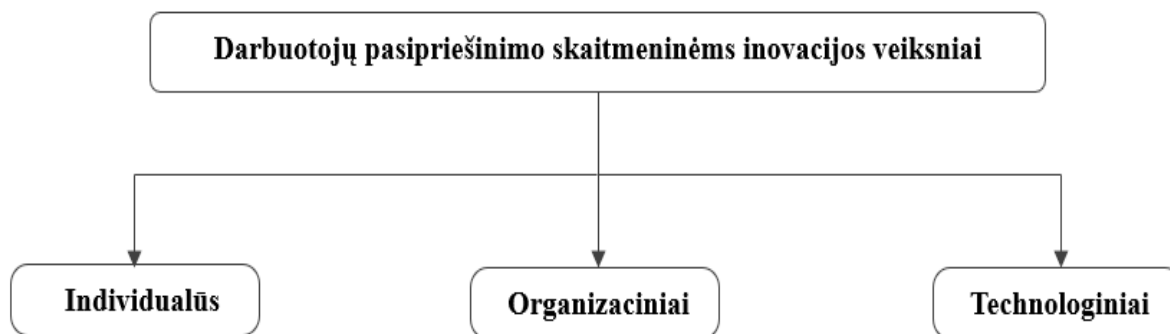 Darbuotojų pasipriešinimo skaitmeninėms inovacijos veiksniai
Individualūs
Organizaciniai
Technologiniai